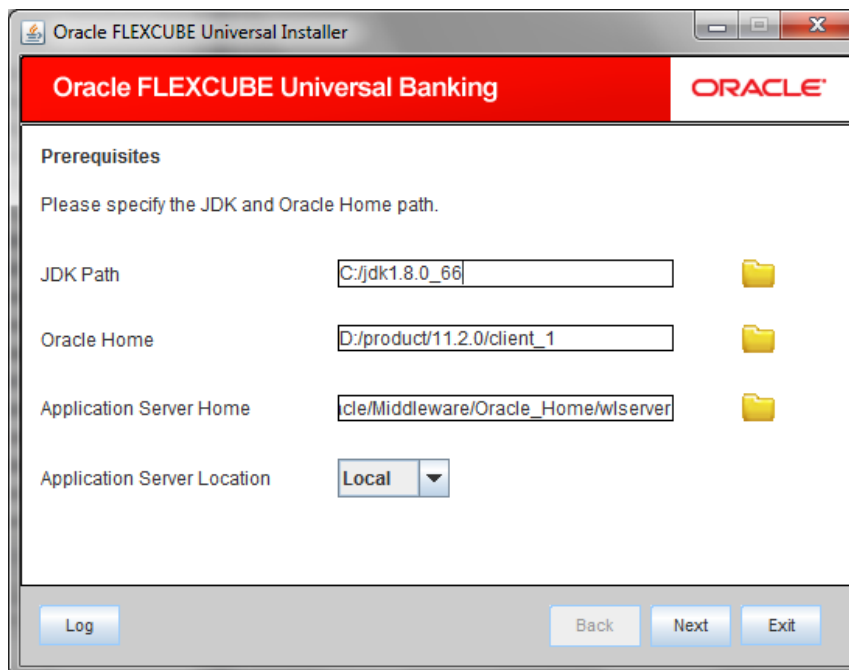 Oracle FLEXCUBE Universal Installer
Oracle FLEXCUBE Universal Banking
ORACLE®
Prerequisites
Please specify the JDK and Oracle Home path.
JDK Path C:/jdk1.8.0_66
Oracle Home D:/product/11.2.0/client_1
Application Server Home acle/Middleware/Oracle_Home/wlserver
Application Server Location Local
Log Back Next Exit